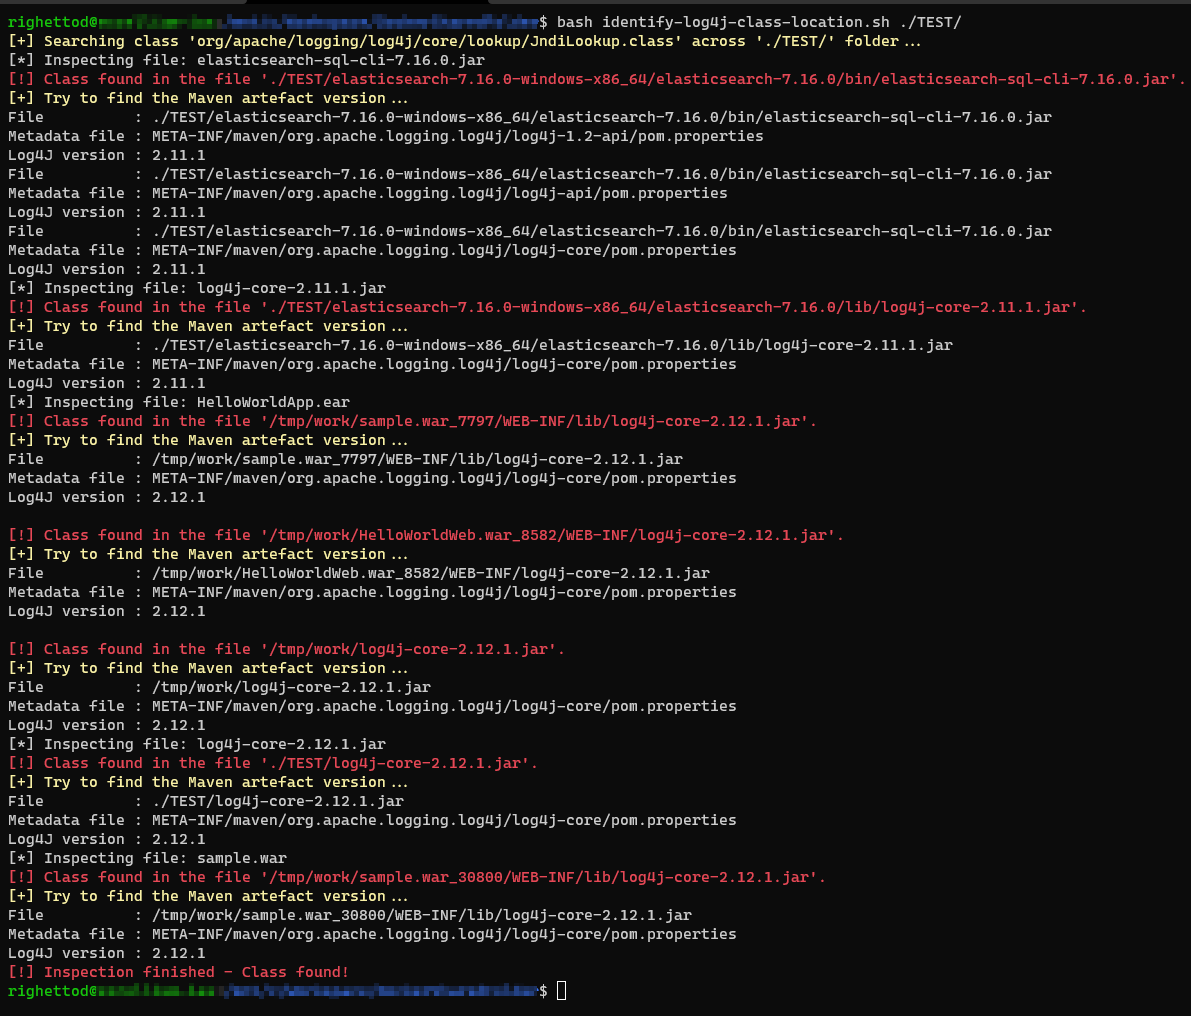 righettod@ $ bash identify-log4j-class-location.sh ./TEST/
[+] Searching class 'org/apache/logging/log4j/core/lookup/JndiLookup.class' across './TEST/' folder...
[*] Inspecting file: elasticsearch-sql-cli-7.16.0.jar
[!] Class found in the file './TEST/elasticsearch-7.16.0-windows-x86_64/elasticsearch-7.16.0/bin/elasticsearch-sql-cli-7.16.0.jar'.
[+] Try to find the Maven artefact version...
File          : ./TEST/elasticsearch-7.16.0-windows-x86_64/elasticsearch-7.16.0/bin/elasticsearch-sql-cli-7.16.0.jar
Metadata file : META-INF/maven/org.apache.logging.log4j/log4j-1.2-api/pom.properties
Log4J version : 2.11.1
File          : ./TEST/elasticsearch-7.16.0-windows-x86_64/elasticsearch-7.16.0/bin/elasticsearch-sql-cli-7.16.0.jar
Metadata file : META-INF/maven/org.apache.logging.log4j/log4j-api/pom.properties
Log4J version : 2.11.1
File          : ./TEST/elasticsearch-7.16.0-windows-x86_64/elasticsearch-7.16.0/bin/elasticsearch-sql-cli-7.16.0.jar
Metadata file : META-INF/maven/org.apache.logging.log4j/log4j-core/pom.properties
Log4J version : 2.11.1
[*] Inspecting file: log4j-core-2.11.1.jar
[!] Class found in the file './TEST/elasticsearch-7.16.0-windows-x86_64/elasticsearch-7.16.0/lib/log4j-core-2.11.1.jar'.
[+] Try to find the Maven artefact version...
File          : ./TEST/elasticsearch-7.16.0-windows-x86_64/elasticsearch-7.16.0/lib/log4j-core-2.11.1.jar
Metadata file : META-INF/maven/org.apache.logging.log4j/log4j-core/pom.properties
Log4J version : 2.11.1
[*] Inspecting file: HelloWorldApp.ear
[!] Class found in the file '/tmp/work/sample.war_7797/WEB-INF/lib/log4j-core-2.12.1.jar'.
[+] Try to find the Maven artefact version...
File          : /tmp/work/sample.war_7797/WEB-INF/lib/log4j-core-2.12.1.jar
Metadata file : META-INF/maven/org.apache.logging.log4j/log4j-core/pom.properties
Log4J version : 2.12.1

[!] Class found in the file '/tmp/work/HelloWorldWeb.war_8582/WEB-INF/log4j-core-2.12.1.jar'.
[+] Try to find the Maven artefact version...
File          : /tmp/work/HelloWorldWeb.war_8582/WEB-INF/log4j-core-2.12.1.jar
Metadata file : META-INF/maven/org.apache.logging.log4j/log4j-core/pom.properties
Log4J version : 2.12.1

[!] Class found in the file '/tmp/work/log4j-core-2.12.1.jar'.
[+] Try to find the Maven artefact version...
File          : /tmp/work/log4j-core-2.12.1.jar
Metadata file : META-INF/maven/org.apache.logging.log4j/log4j-core/pom.properties
Log4J version : 2.12.1
[*] Inspecting file: log4j-core-2.12.1.jar
[!] Class found in the file './TEST/log4j-core-2.12.1.jar'.
[+] Try to find the Maven artefact version...
File          : ./TEST/log4j-core-2.12.1.jar
Metadata file : META-INF/maven/org.apache.logging.log4j/log4j-core/pom.properties
Log4J version : 2.12.1
[*] Inspecting file: sample.war
[!] Class found in the file '/tmp/work/sample.war_30800/WEB-INF/lib/log4j-core-2.12.1.jar'.
[+] Try to find the Maven artefact version...
File          : /tmp/work/sample.war_30800/WEB-INF/lib/log4j-core-2.12.1.jar
Metadata file : META-INF/maven/org.apache.logging.log4j/log4j-core/pom.properties
Log4J version : 2.12.1
[!] Inspection finished - Class found!
righettod@ $